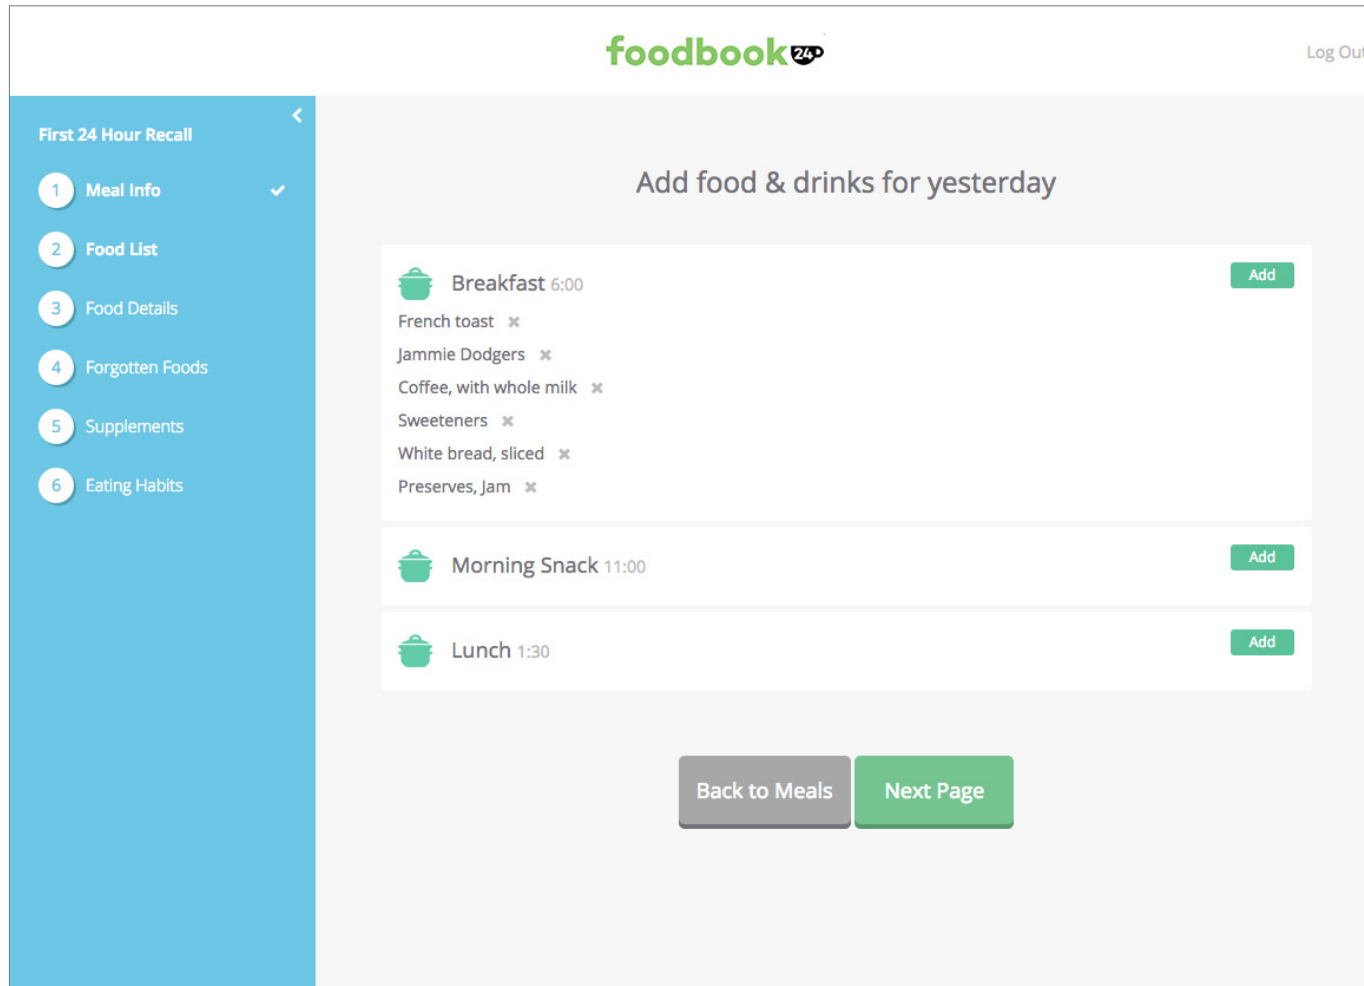 foodbook24
Log Out
First 24 Hour Recall
1 Meal Info
2 Food List
3 Food Details
4 Forgotten Foods
5 Supplements
6 Eating Habits
Add food & drinks for yesterday
Breakfast 6:00 Add
French toast
Jammie Dodgers
Coffee, with whole milk
Sweeteners
White bread, sliced
Preserves, Jam
Morning Snack 11:00 Add
Lunch 1:30 Add
Back to Meals Next Page